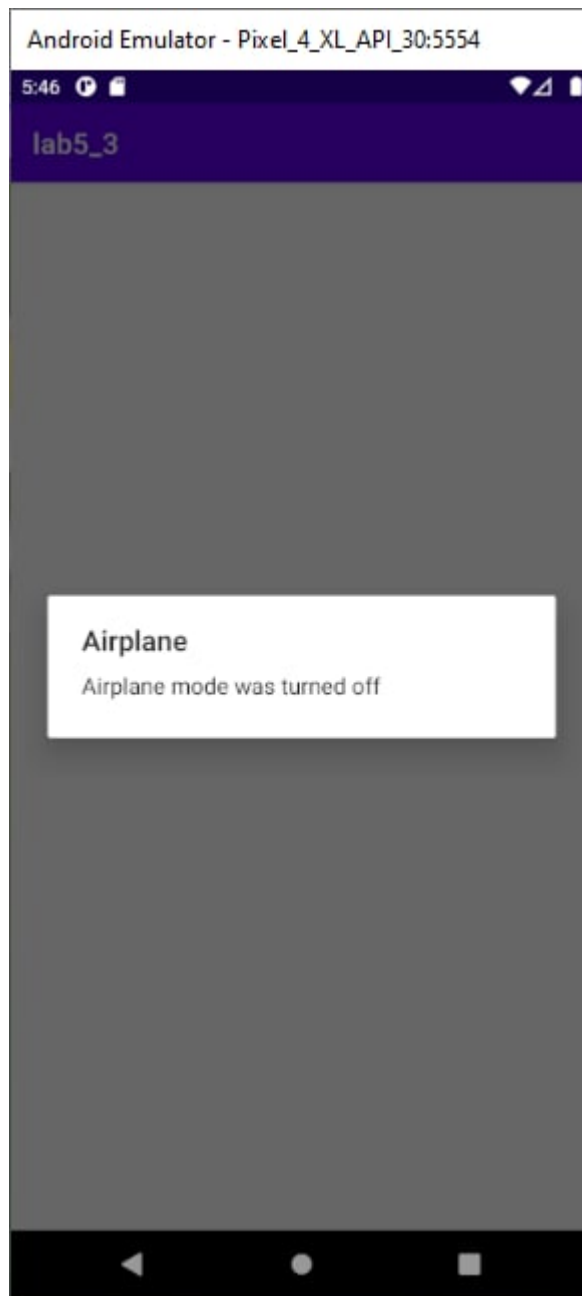 Android Emulator - Pixel_4_XL_API_30:5554
5:46
lab5_3
Airplane
Airplane mode was turned off